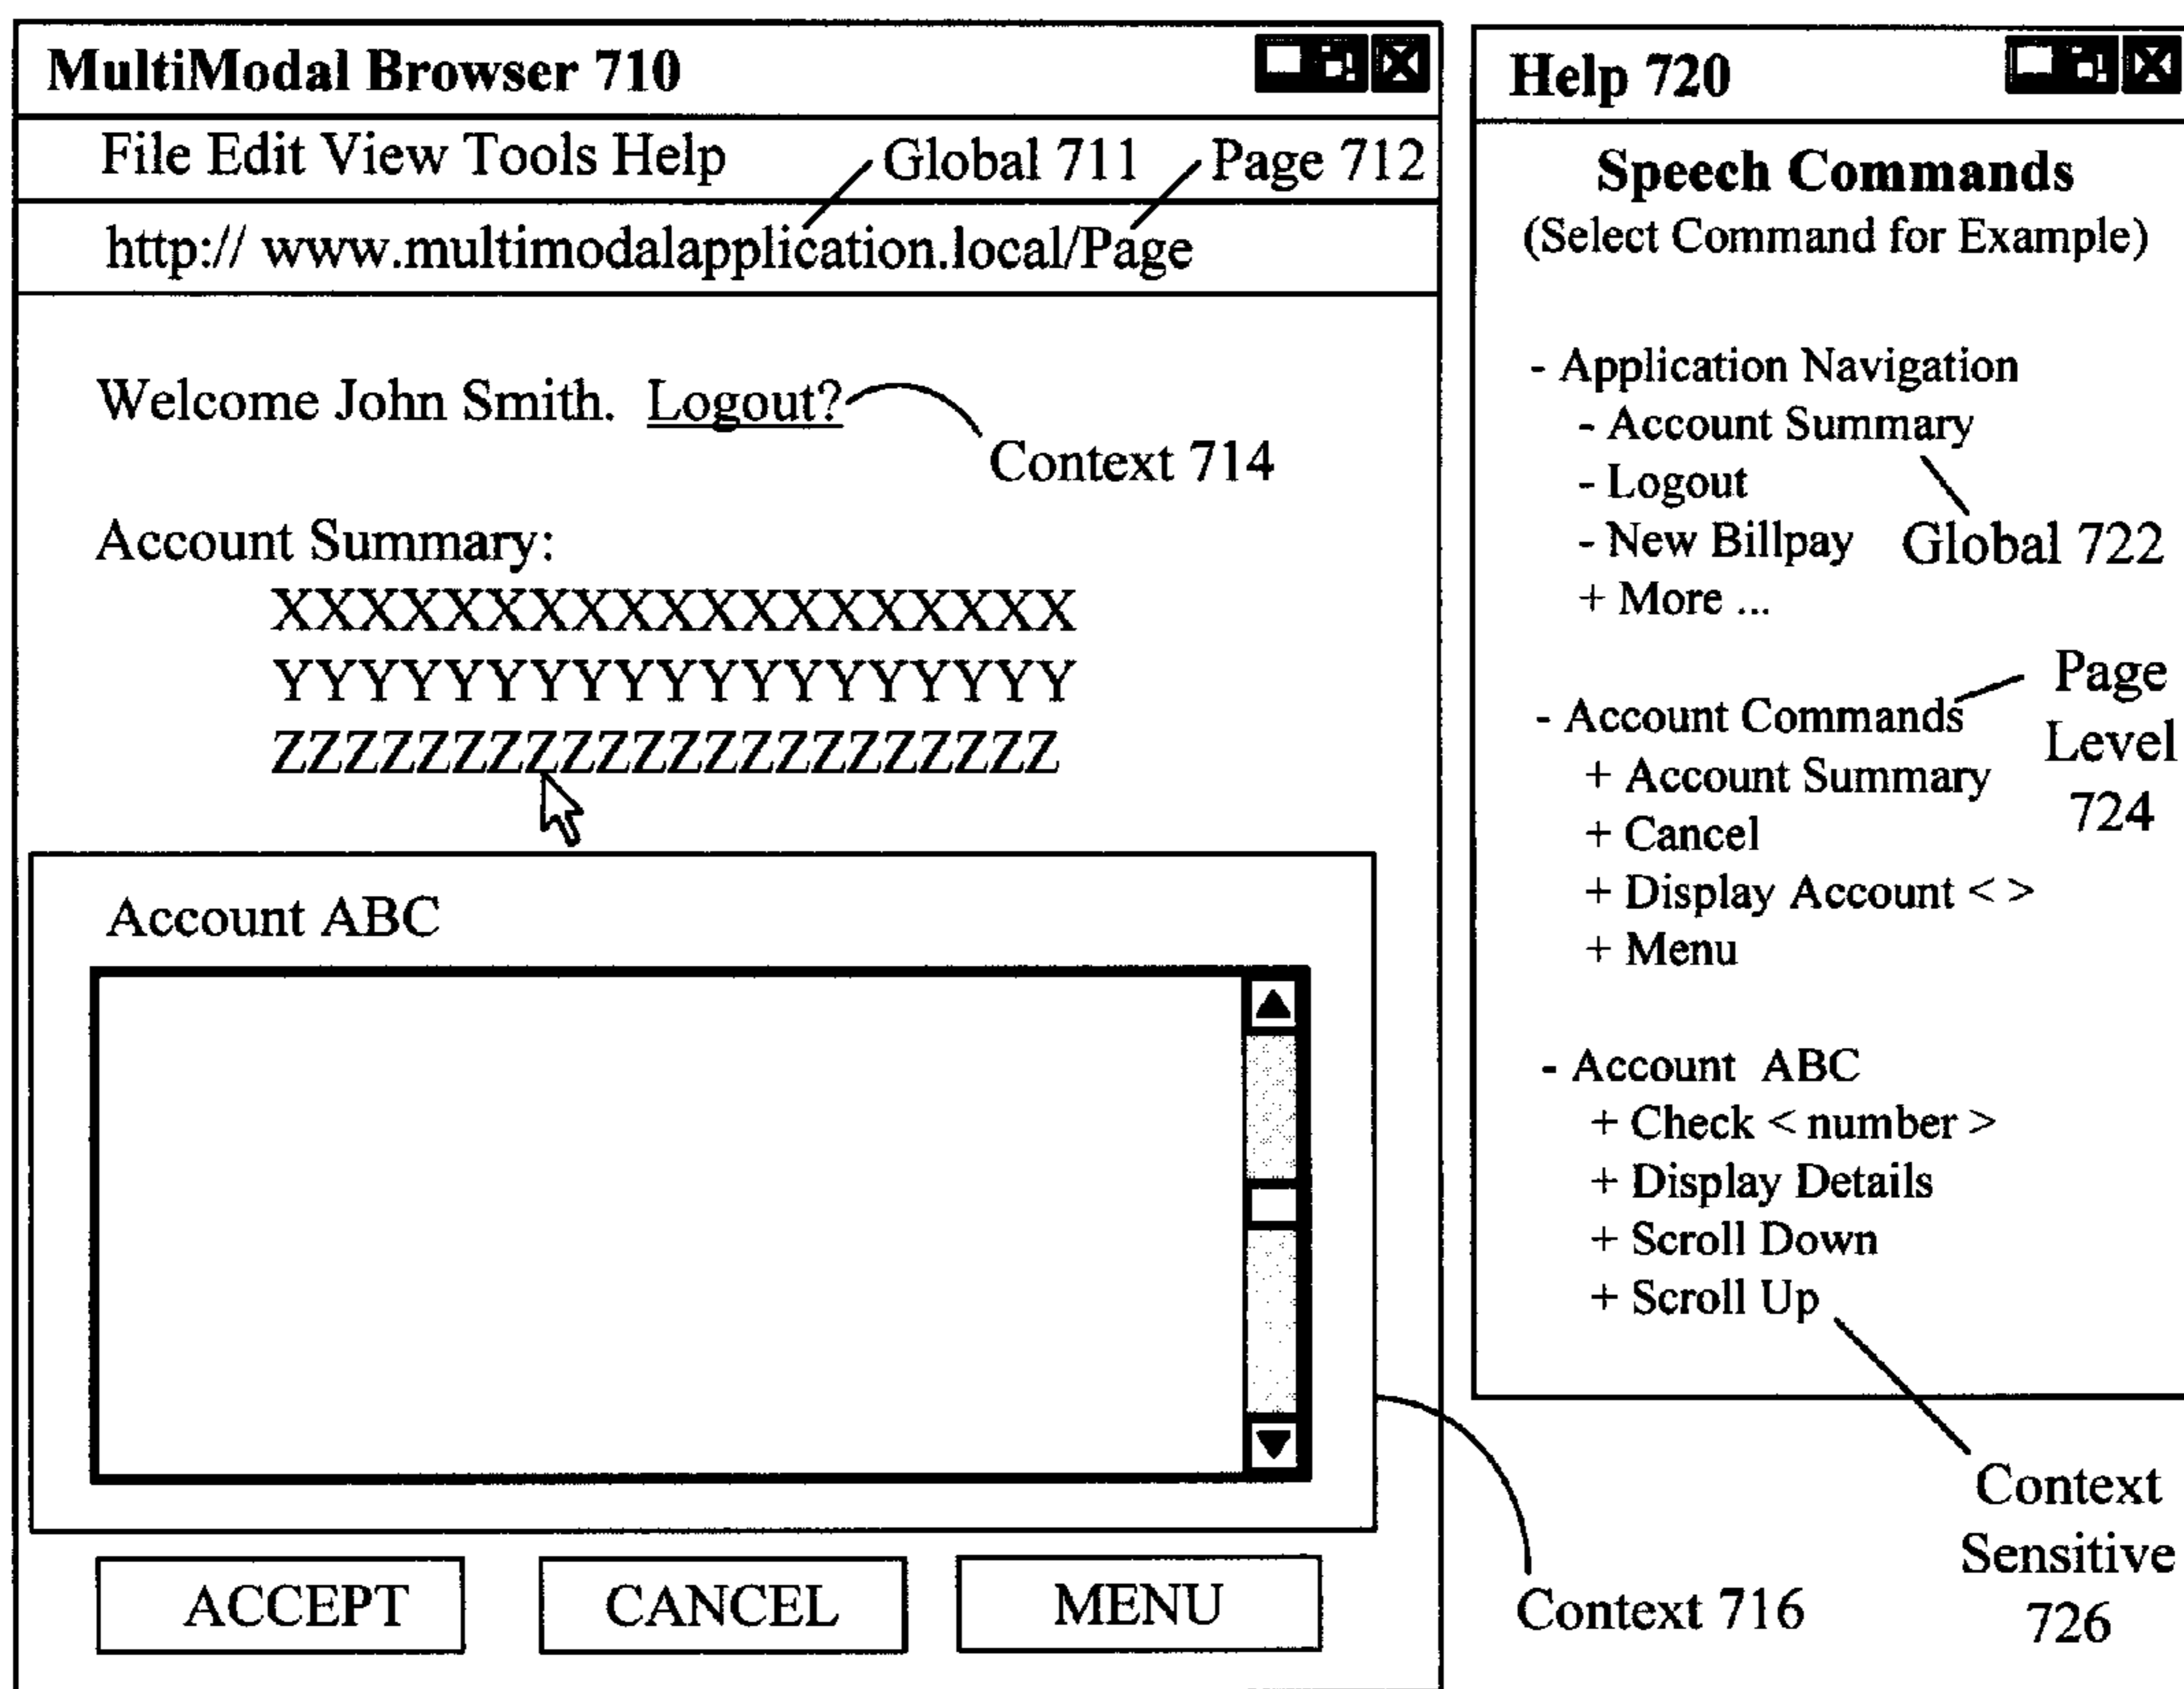 MultiModal Browser 710
File Edit View Tools Help
Global 711
Page 712
http:// www.multimodalapplication.local/Page
Welcome John Smith. Logout?
Context 714
Account Summary:
XXXXXXXXXXXXXXXXXXX
YYYYYYYYYYYYYYYYYYY
ZZZZZZZZZZZZZZZZZZZZZZ
Account ABC
ACCEPT
CANCEL
MENU
Context 716
Help 720
Speech Commands
(Select Command for Example)
- Application Navigation
- Account Summary
- Logout
- New Billpay
Global 722
+ More ...
Page
Level
724
- Account Commands
+ Account Summary
+ Cancel
+ Display Account < >
+ Menu
- Account ABC
+ Check < number >
+ Display Details
+ Scroll Down
+ Scroll Up
Context
Sensitive
726